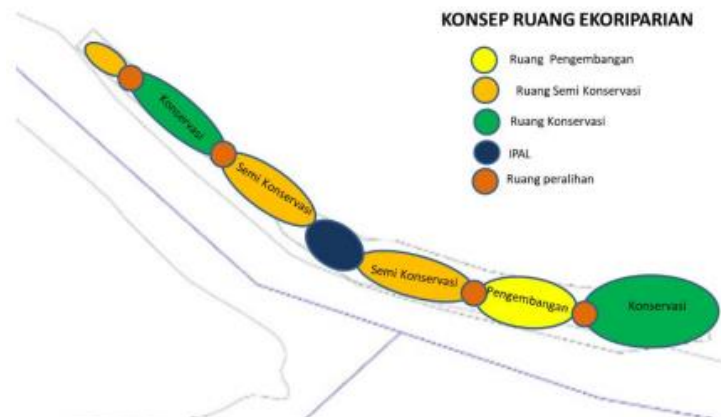 KONSEP RUANG EKORIPARIAN
Ruang Pengembangan
Ruang Semi Konservasi
Ruang Konservasi
IPAL
Ruang peralihan
Konservasi
Semi Konservasi
Semi Konservasi
Pengembangan
Konservasi